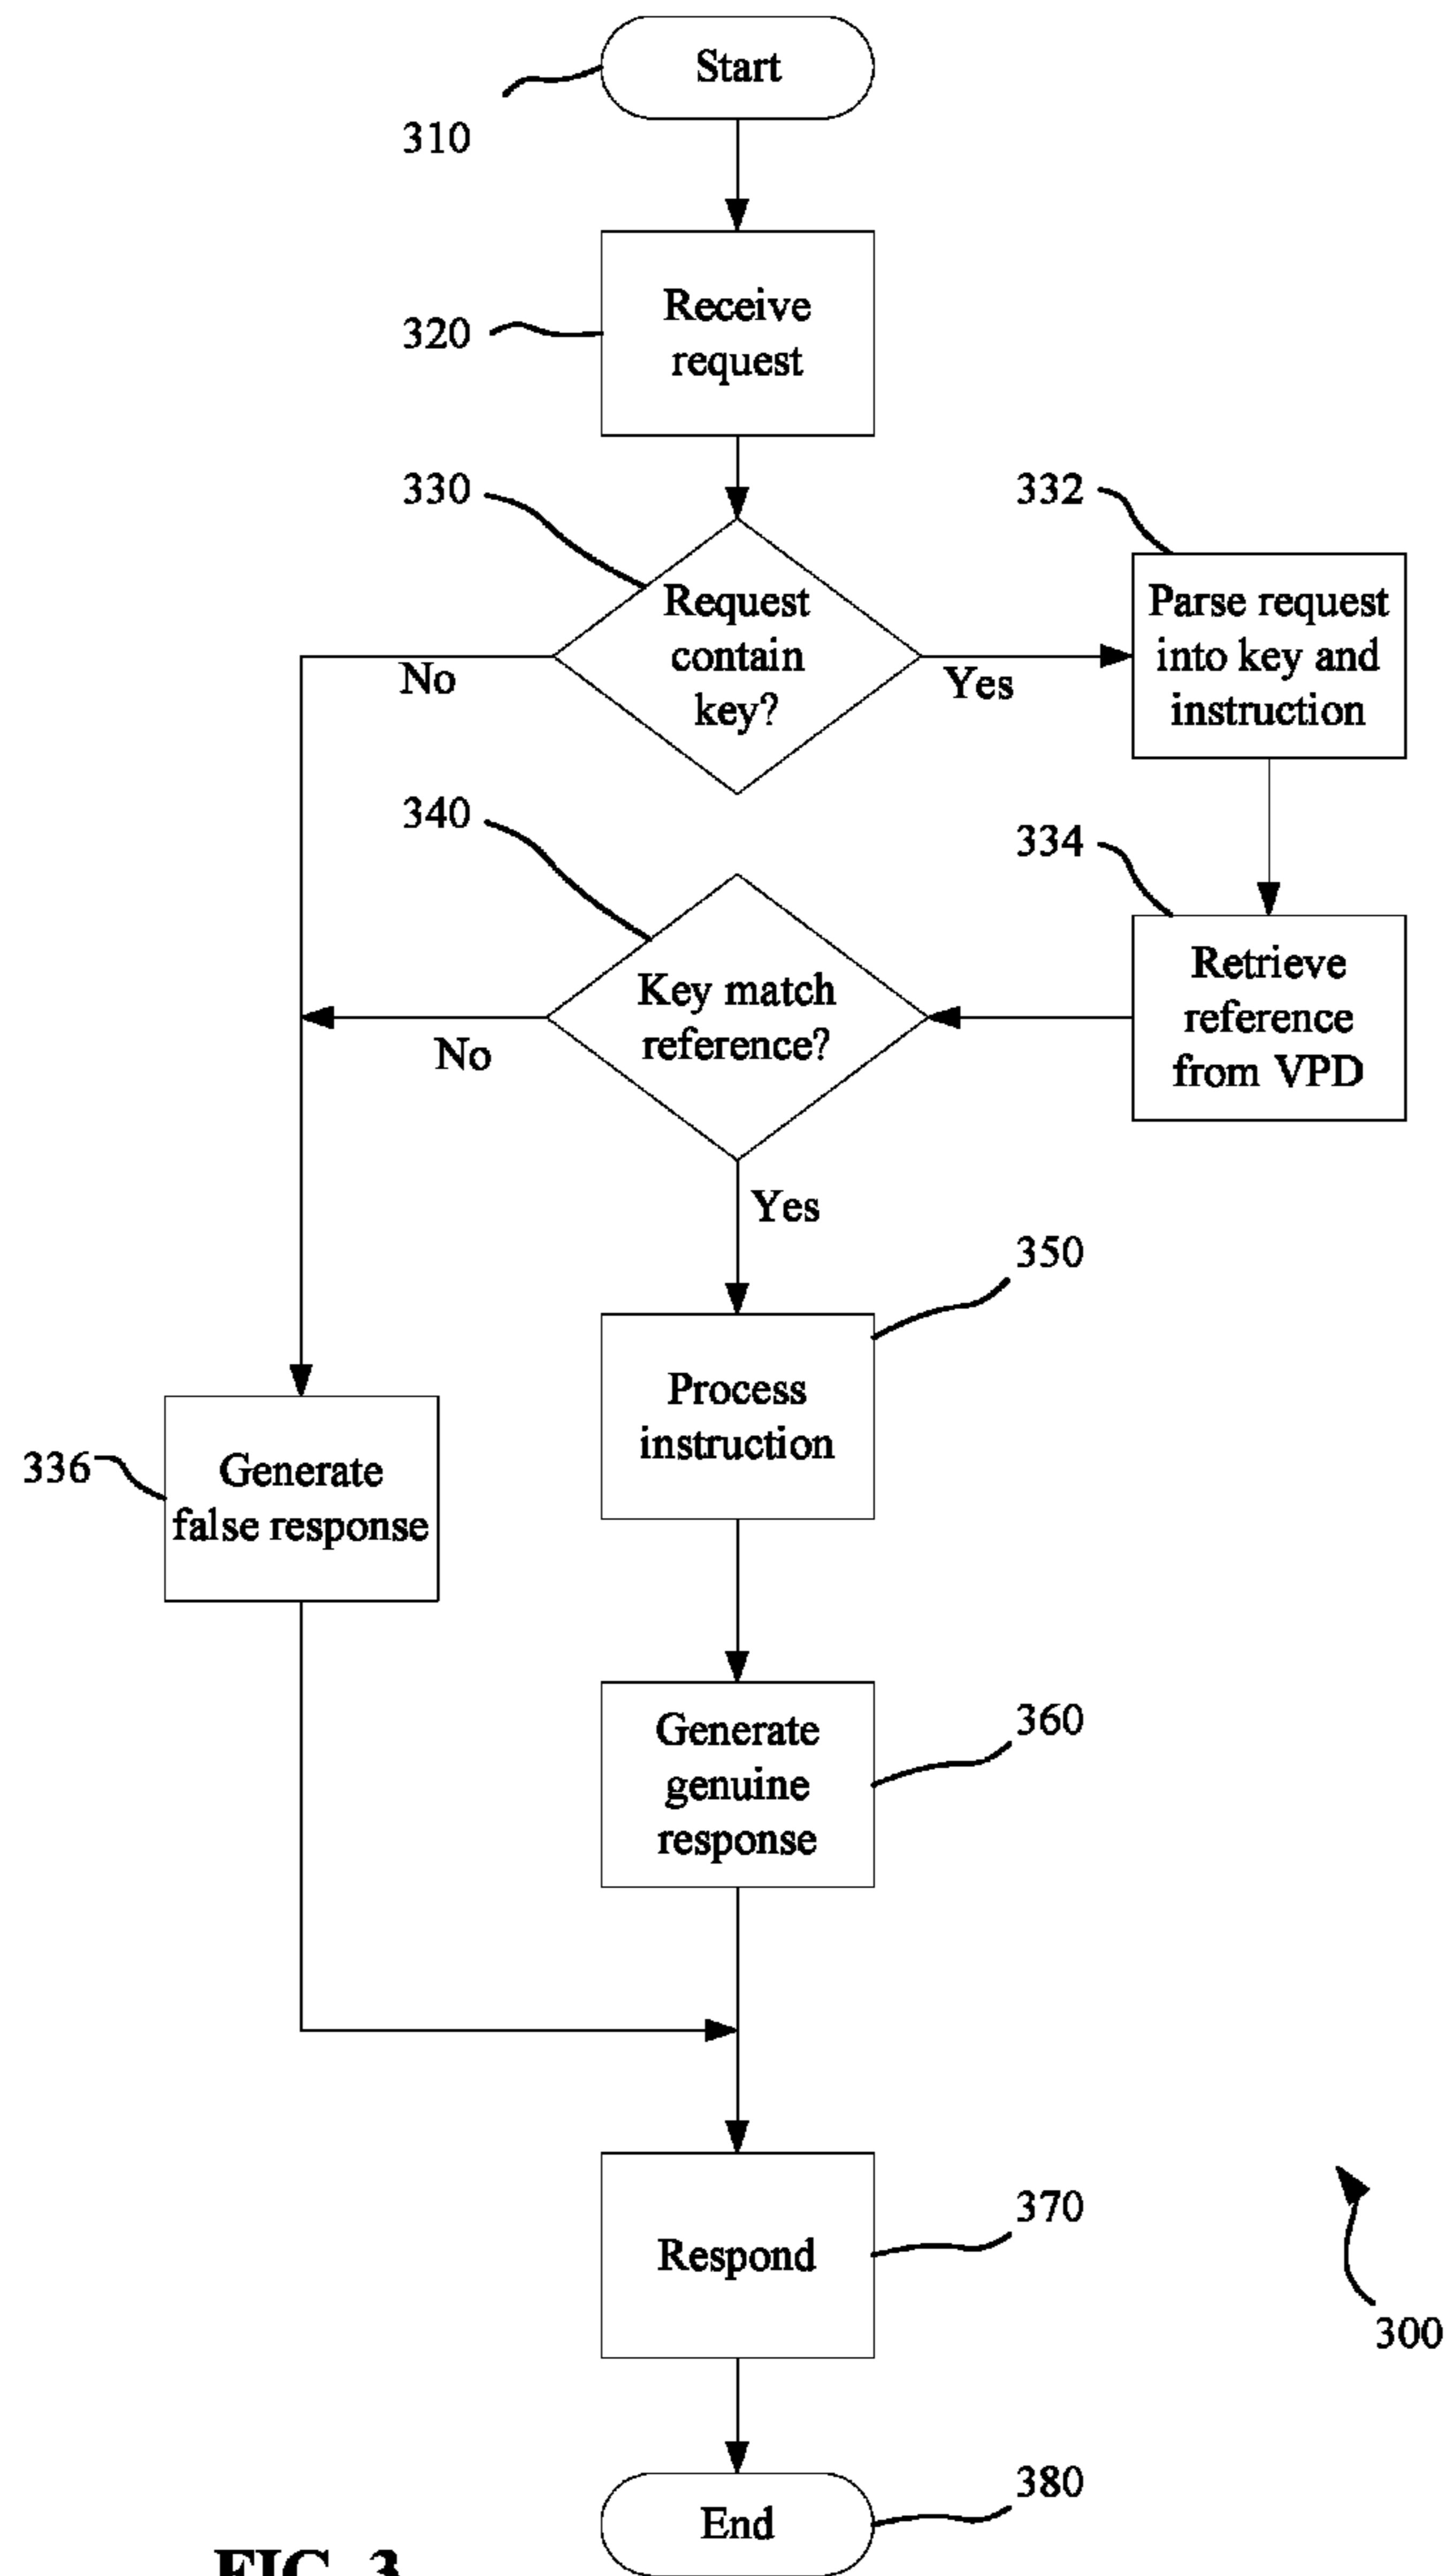 Start
310
Receive
request
320
330
332
Request
contain
key?
Parse request
into key and
instruction
No
Yes
340
334
Key match
reference?
Retrieve
reference
from VPD
No
Yes
350
Process
instruction
336
Generate
false response
360
Generate
genuine
response
370
Respond
300
380
End
FIG. 3